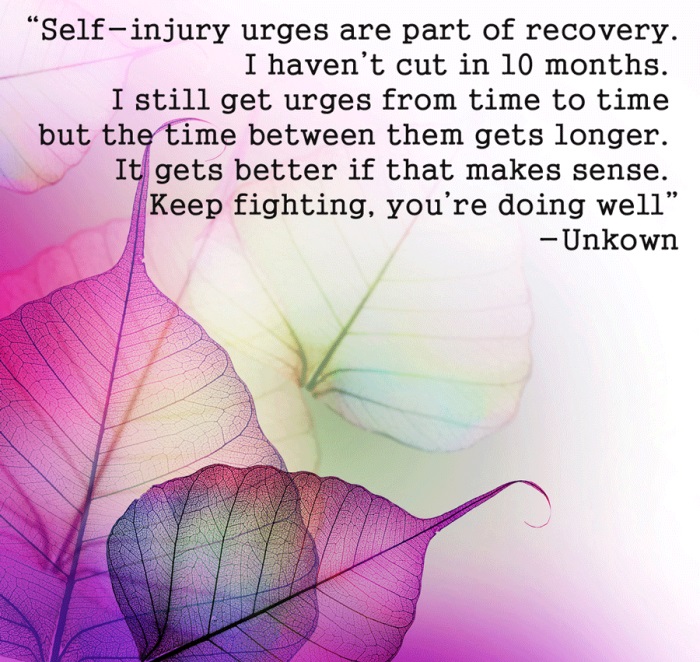 “Self-injury urges are part of recovery.
I haven’t cut in 10 months.
I still get urges from time to time
but the time between them gets longer.
It gets better if that makes sense.
Keep fighting, you’re doing well”
-Unkown